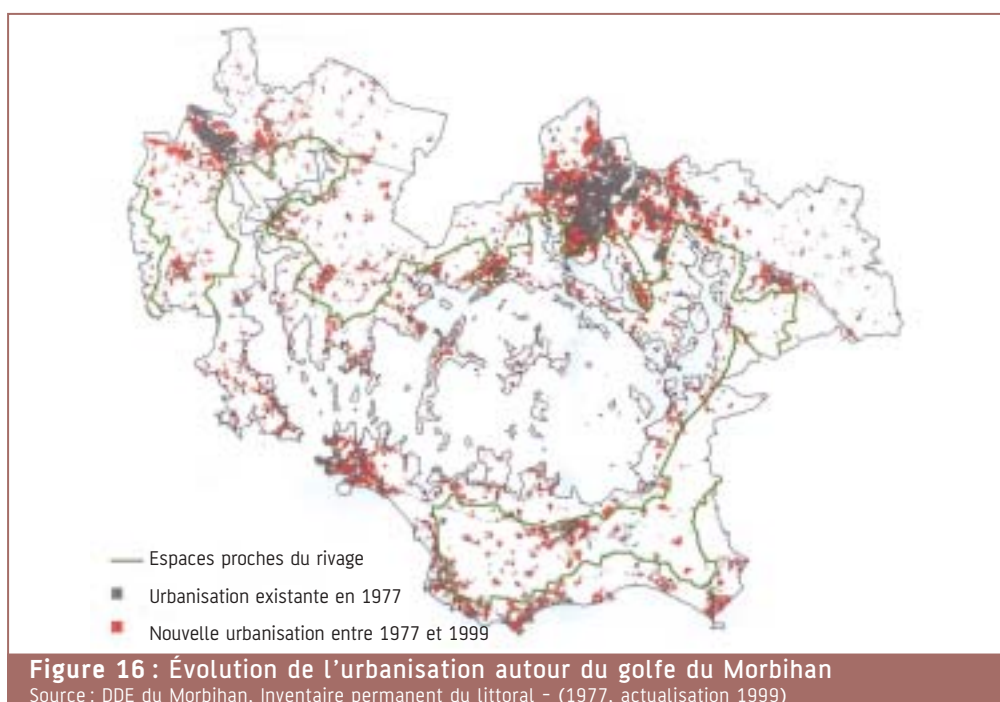 Espaces proches du rivage
Urbanisation existante en 1977
Nouvelle urbanisation entre 1977 et 1999
Figure 16 : Évolution de l'urbanisation autour du golfe du Morbihan
Source : DDE du Morbihan, Inventaire permanent du littoral - (1977, actualisation 1999)